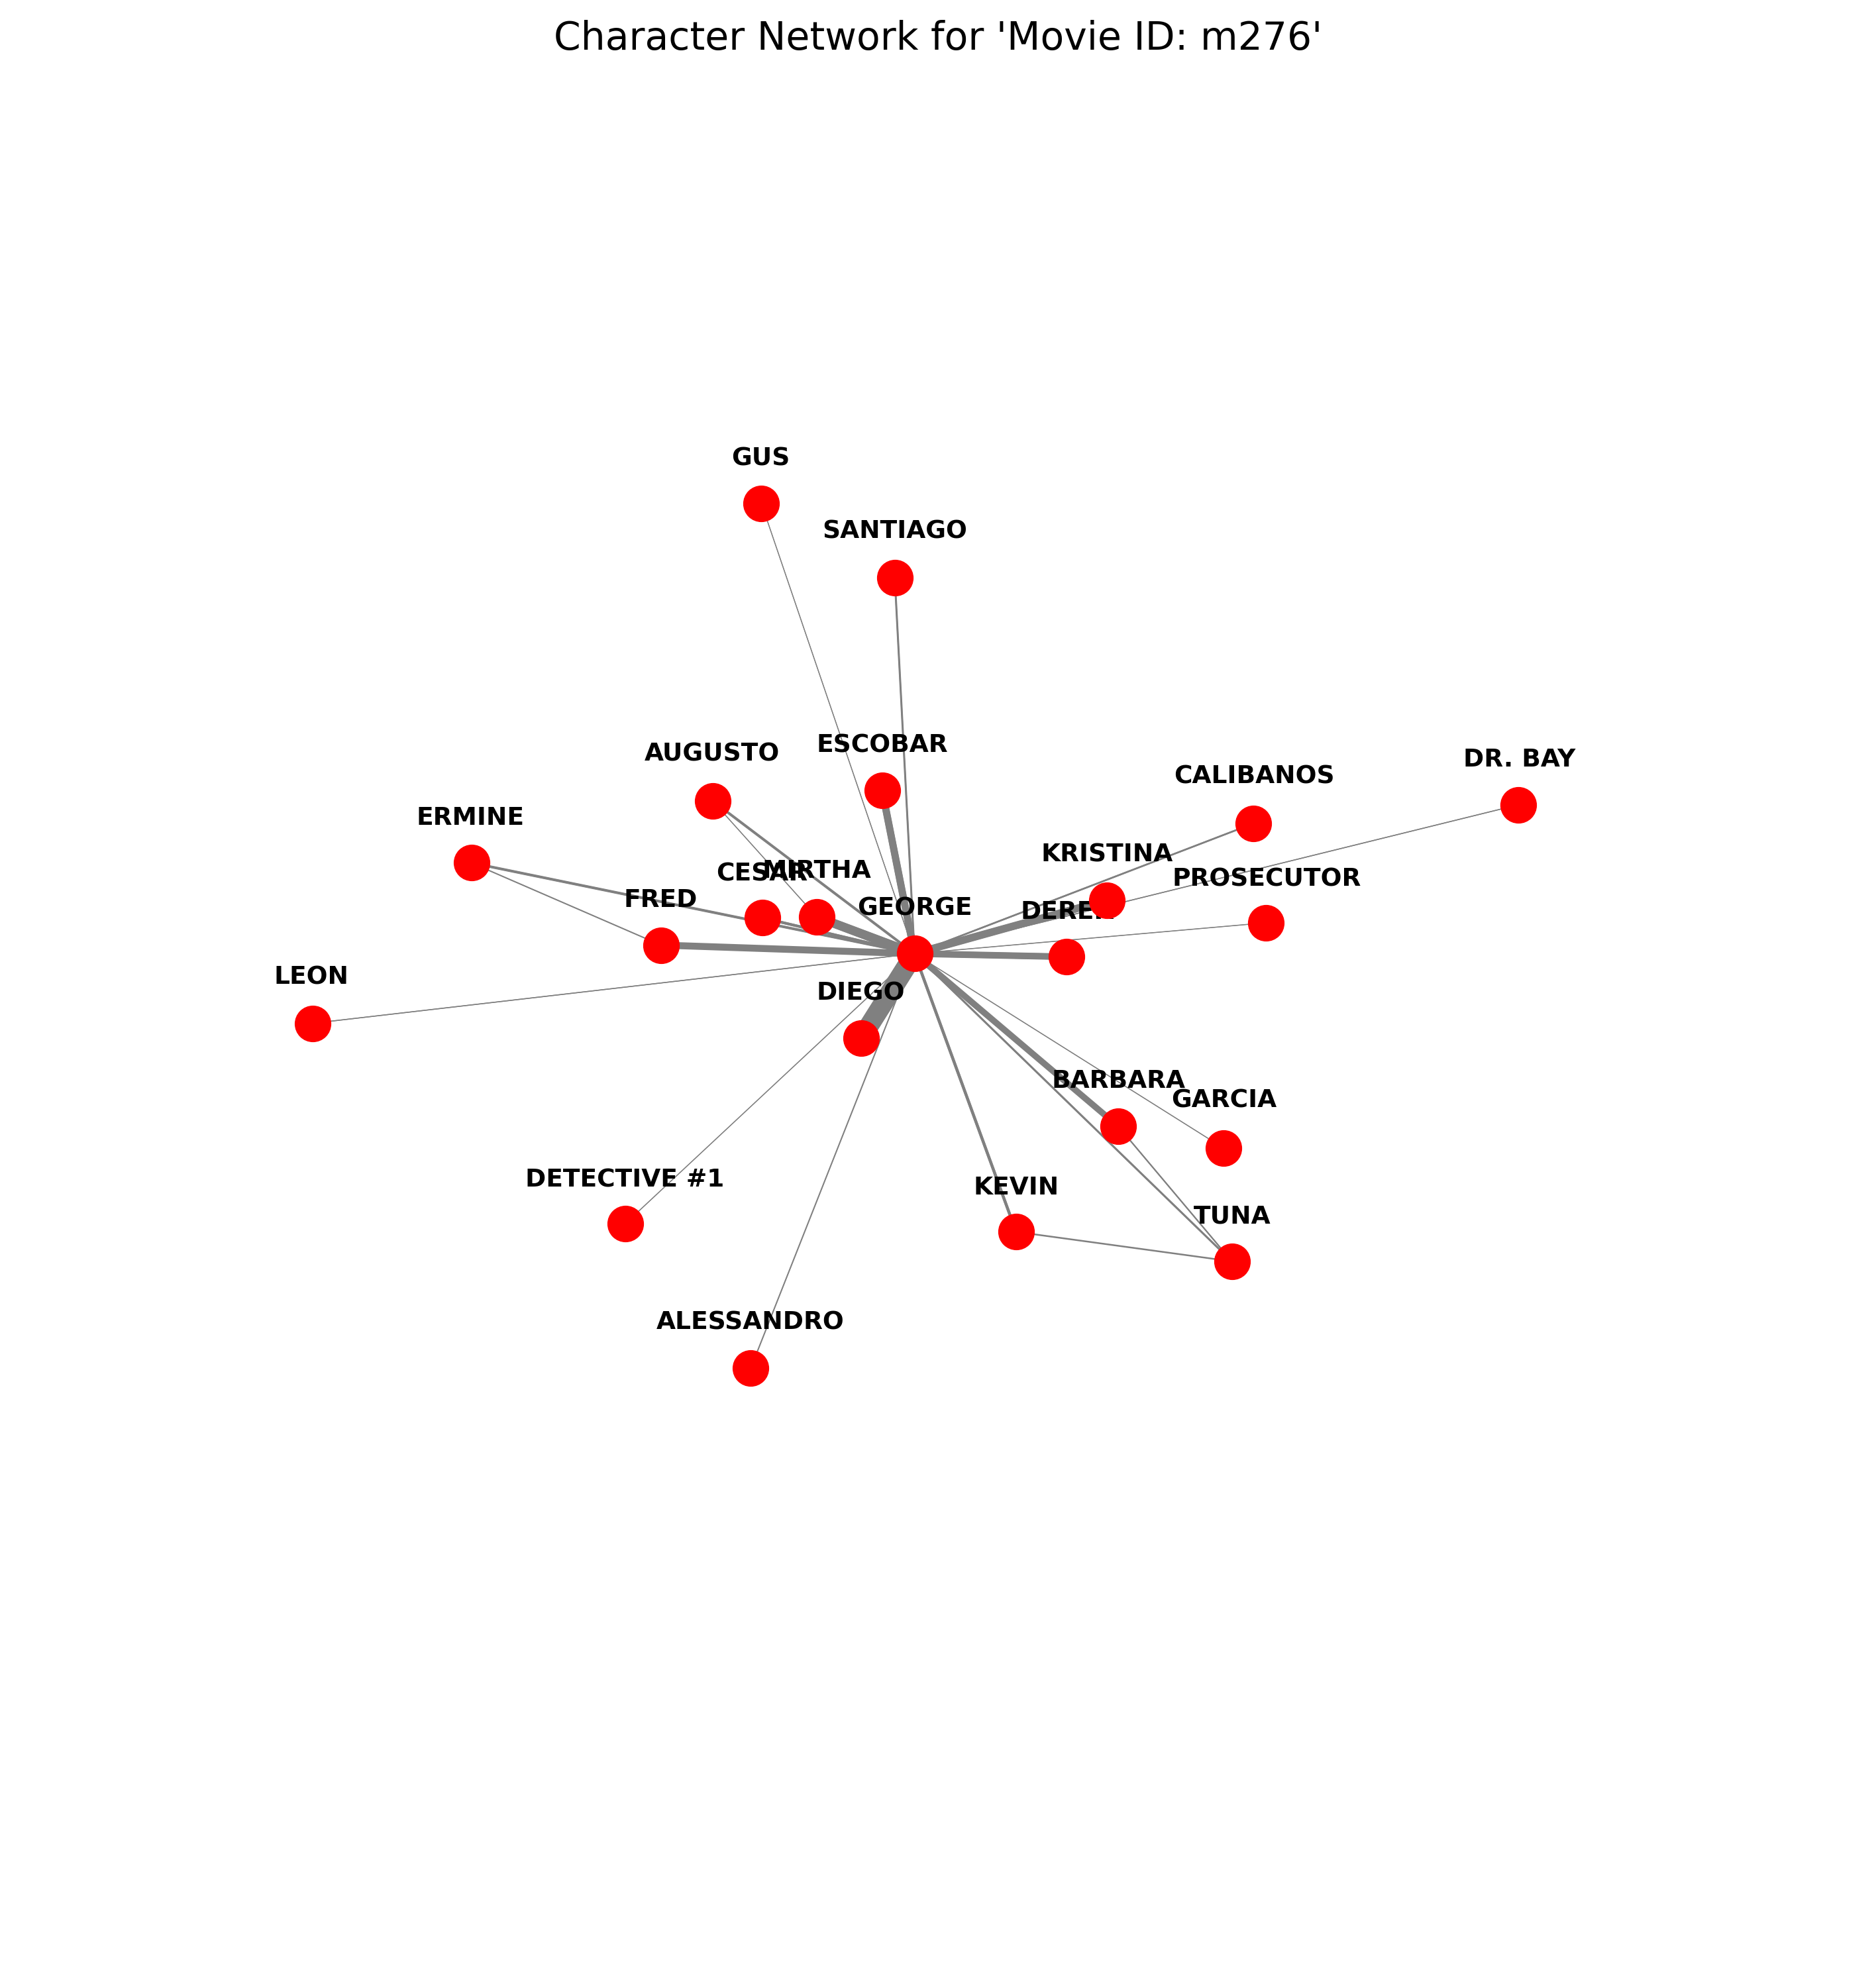 Character Network for 'Movie ID: m276'
GUS
SANTIAGO
ESCOBAR
AUGUSTO
DR. BAY
CALIBANOS
ERMINE
KRISTINA
MIRTHA
CESAR
PROSECUTOR
FRED
GEORGE
LEON
DIEGO
BARBARA
GARCIA
DETECTIVE #1
KEVIN
TUNA
ALESSANDRO